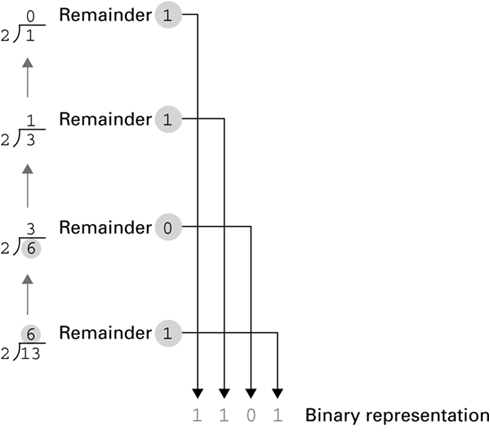 0 Remainder 1
2)1
1 Remainder 1
2)3
3 Remainder 0
2)6
6 Remainder 1
2)13
1 1 0 1 Binary representation